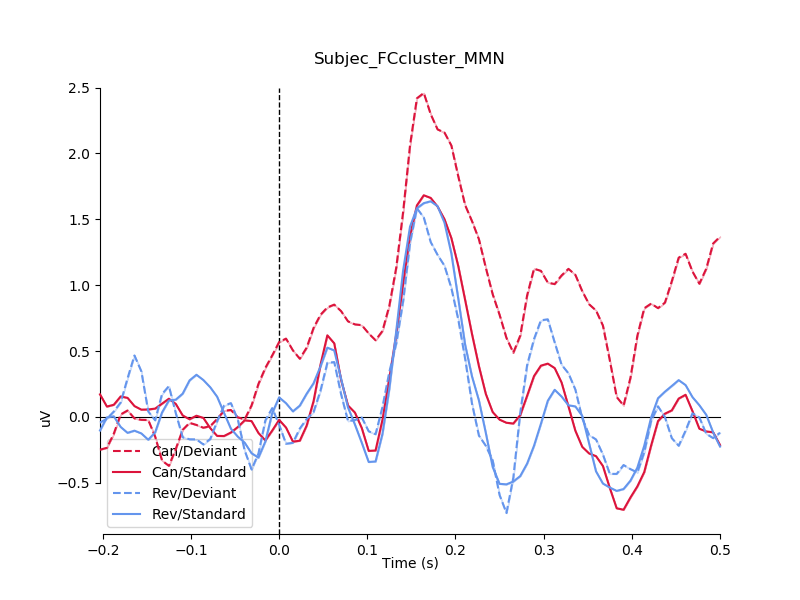 Subjec_FCcluster_MMN
2.5
2.0
1.5
1.0
0.5
0.0
−0.5
uV
Can/Deviant
Can/Standard
Rev/Deviant
Rev/Standard
−0.2 −0.1 0.0 0.1 0.2 0.3 0.4 0.5
Time (s)